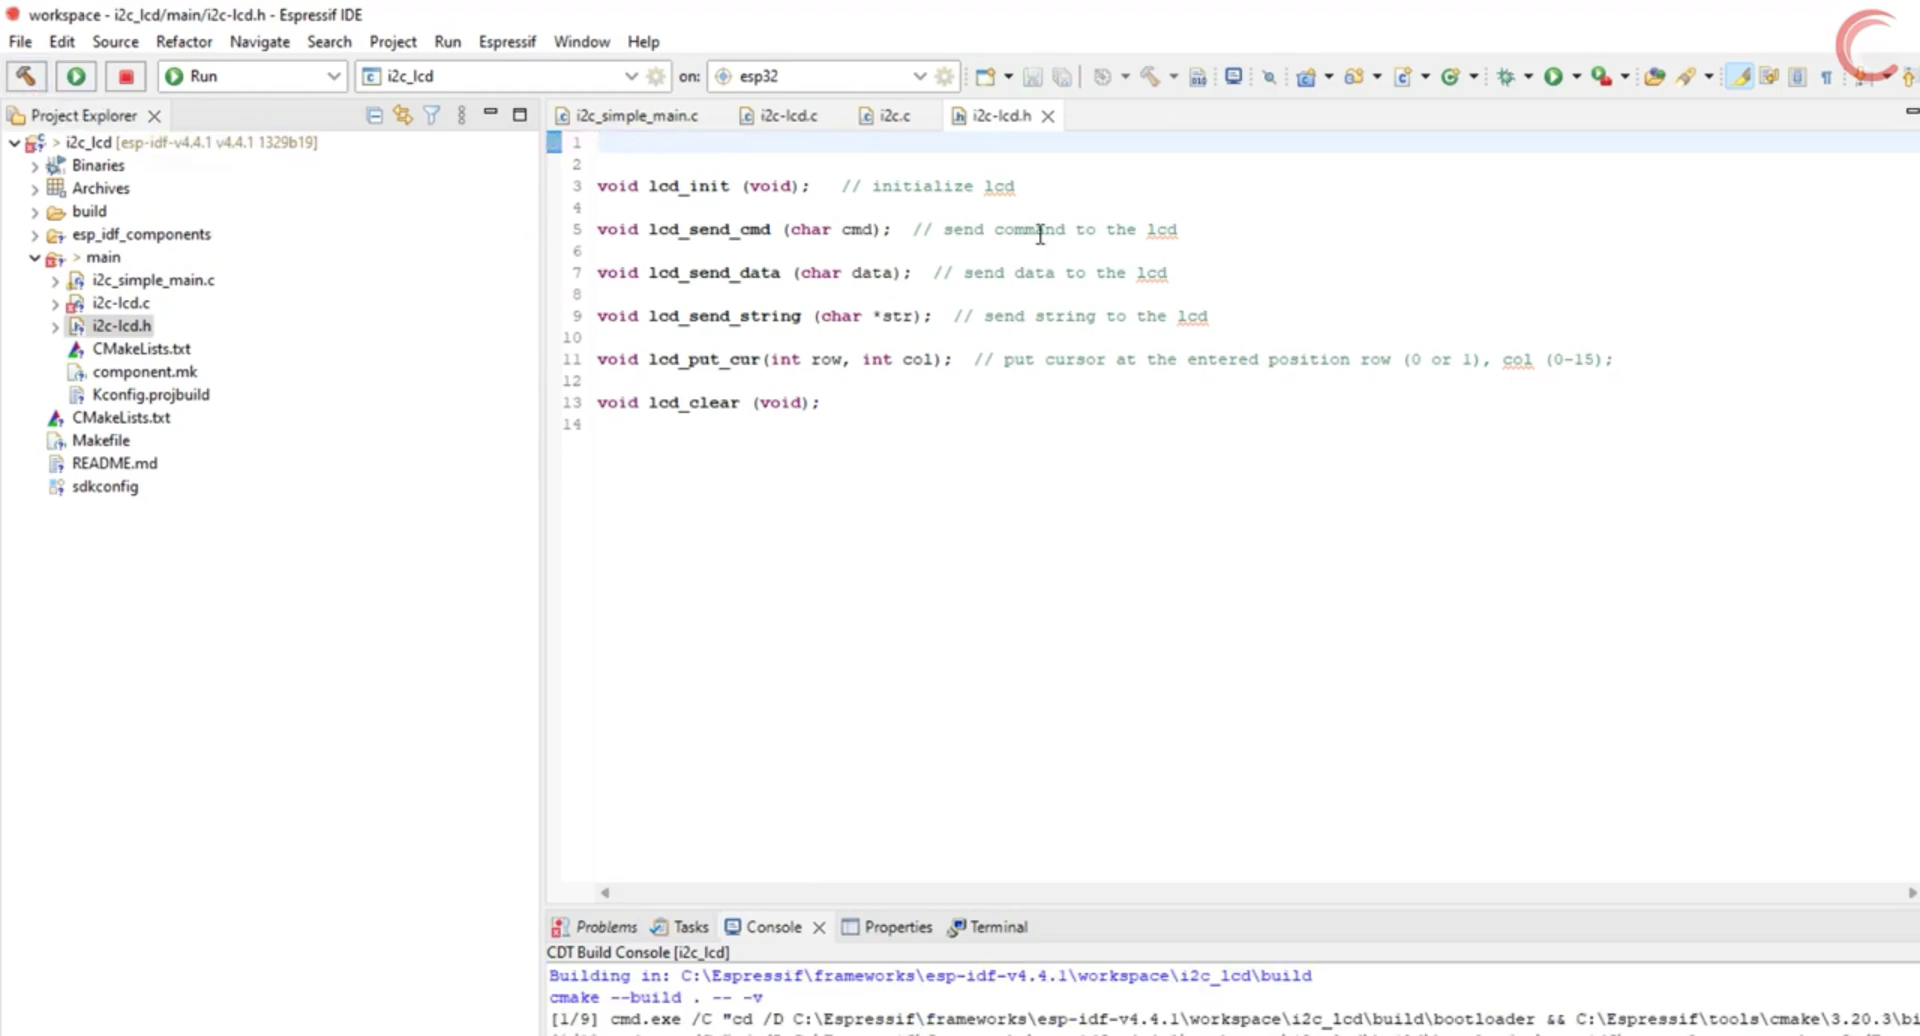 workspace - i2c_lcd/main/i2c-lcd.h - Espressif IDE
File Edit Source Refactor Navigate Search Project Run Espressif Window Help
Run i2c_lcd on: esp32
Project Explorer
> i2c_lcd [esp-idf-v4.4.1 v4.4.1 1329b19]
Binaries
Archives
build
esp_idf_components
> main
i2c_simple_main.c
i2c-lcd.c
i2c-lcd.h
CMakeLists.txt
component.mk
Kconfig.projbuild
CMakeLists.txt
Makefile
README.md
sdkconfig
i2c_simple_main.c i2c-lcd.c i2c.c i2c-lcd.h
1
2
3 void lcd_init (void); // initialize lcd
4
5 void lcd_send_cmd (char cmd); // send command to the lcd
6
7 void lcd_send_data (char data); // send data to the lcd
8
9 void lcd_send_string (char *str); // send string to the lcd
10
11 void lcd_put_cur(int row, int col); // put cursor at the entered position row (0 or 1), col (0-15);
12
13 void lcd_clear (void);
14
Problems Tasks Console Properties Terminal
CDT Build Console [i2c_lcd]
Building in: C:\Espressif\frameworks\esp-idf-v4.4.1\workspace\i2c_lcd\build
cmake --build . -- -v
[1/9] cmd.exe /C "cd /D C:\Espressif\frameworks\esp-idf-v4.4.1\workspace\i2c_lcd\build\bootloader && C:\Espressif\tools\cmake\3.20.3\bi